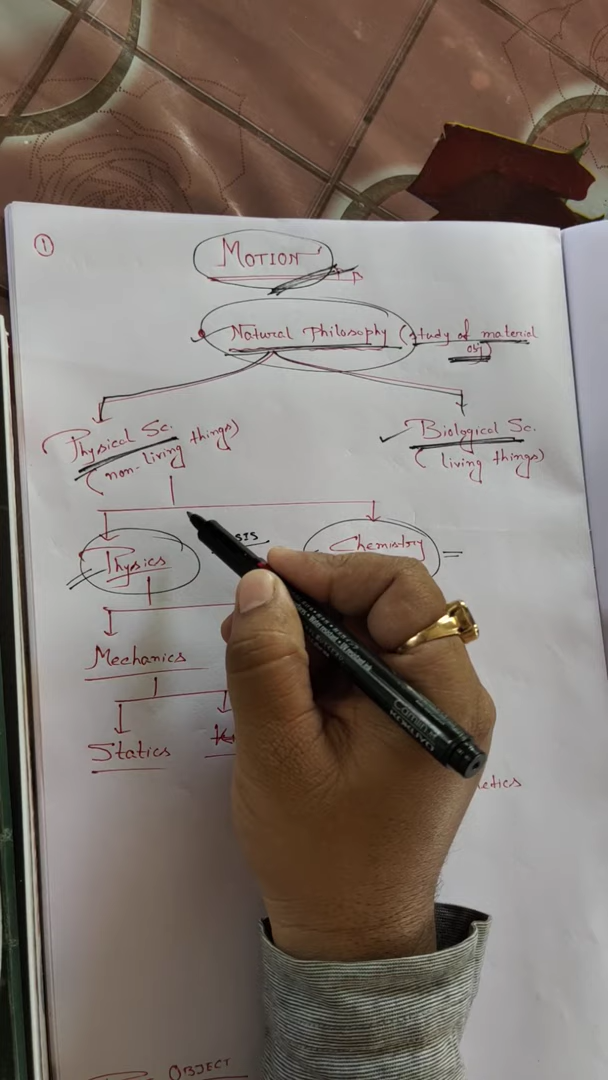 ①
MOTION
Natural Philosophy (study of material obj)
Physical Sc.
(non-living things)
Biological Sc.
(living things)
Physics
Chemistry
Mechanics
Statics
OBJECT